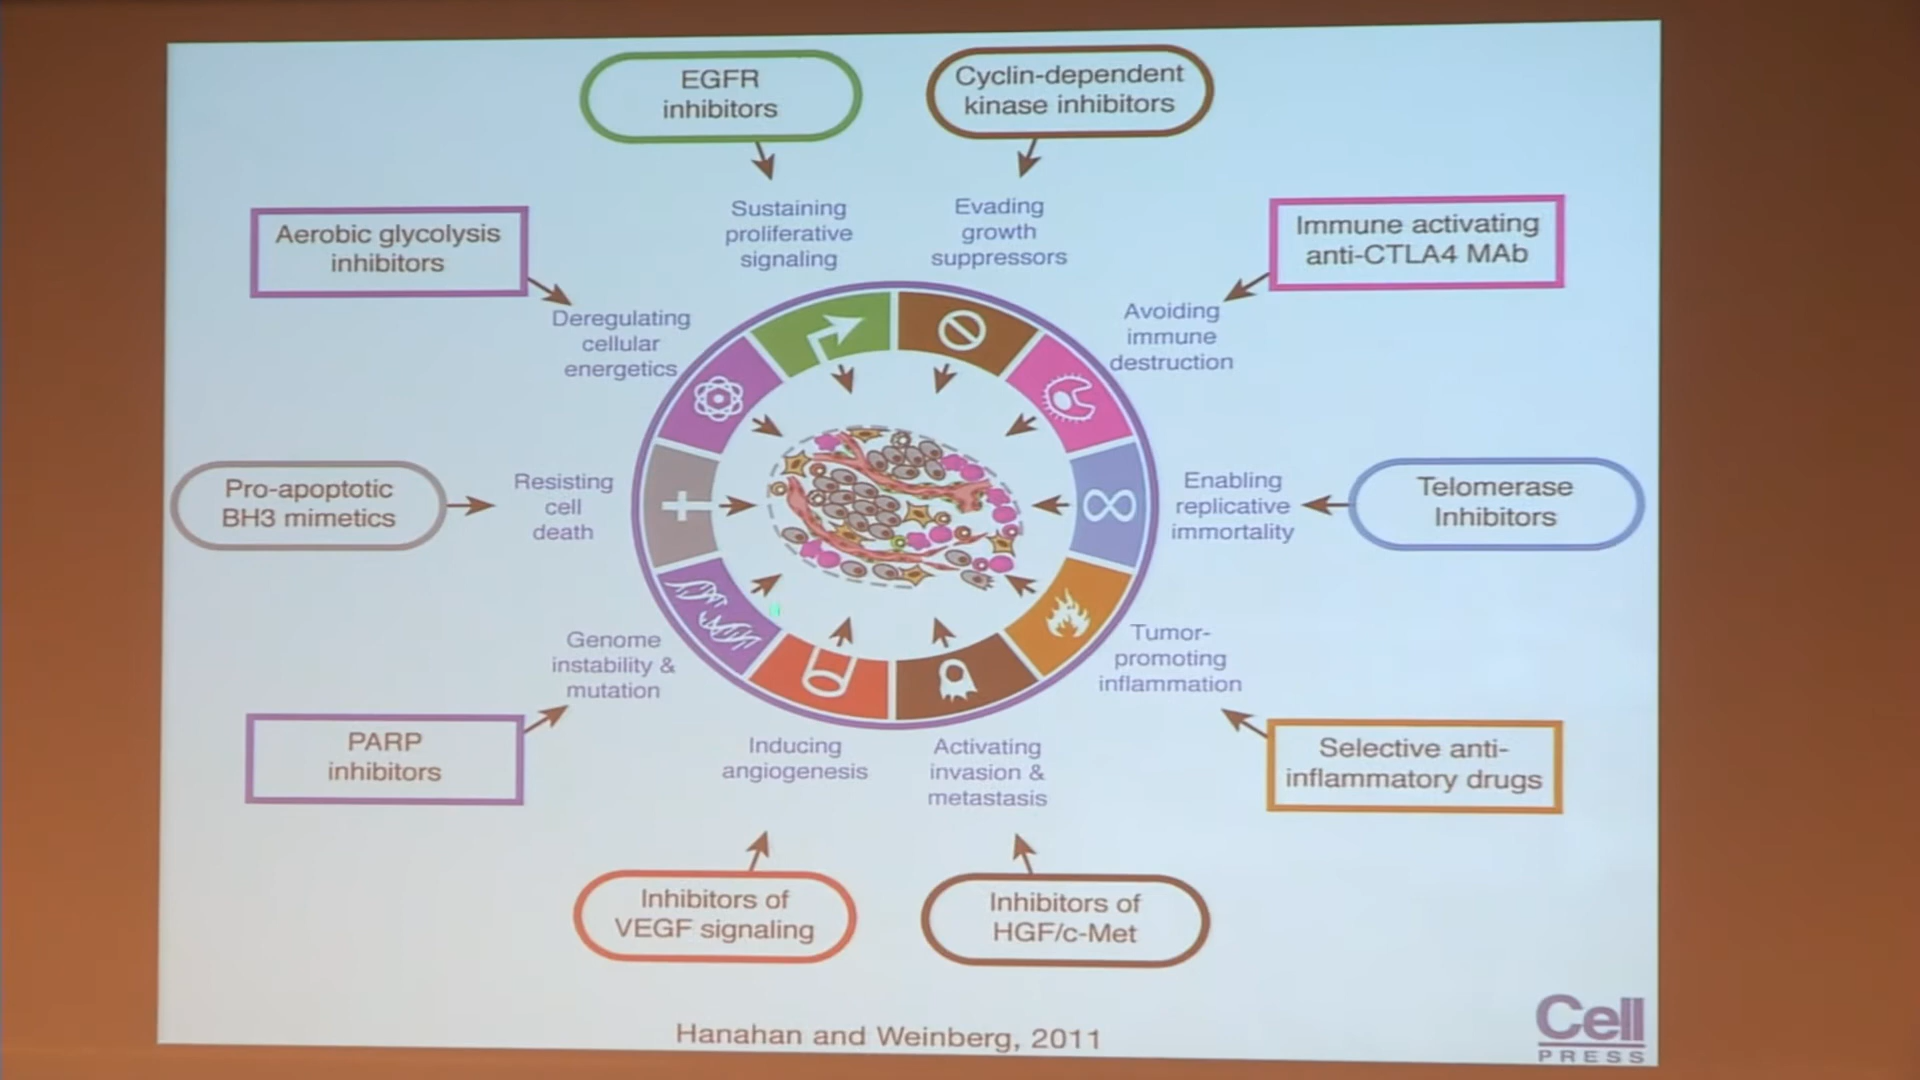 EGFR
inhibitors
Cyclin-dependent
kinase inhibitors
Sustaining
proliferative
signaling
Evading
growth
suppressors
Aerobic glycolysis
inhibitors
Immune activating
anti-CTLA4 MAb
Deregulating
cellular
energetics
Avoiding
immune
destruction
Pro-apoptotic
BH3 mimetics
Resisting
cell
death
Enabling
replicative
immortality
Telomerase
Inhibitors
Genome
instability &
mutation
Tumor-
promoting
inflammation
PARP
inhibitors
Inducing
angiogenesis
Activating
invasion &
metastasis
Selective anti-
inflammatory drugs
Inhibitors of
VEGF signaling
Inhibitors of
HGF/c-Met
Hanahan and Weinberg, 2011
Cell
PRESS